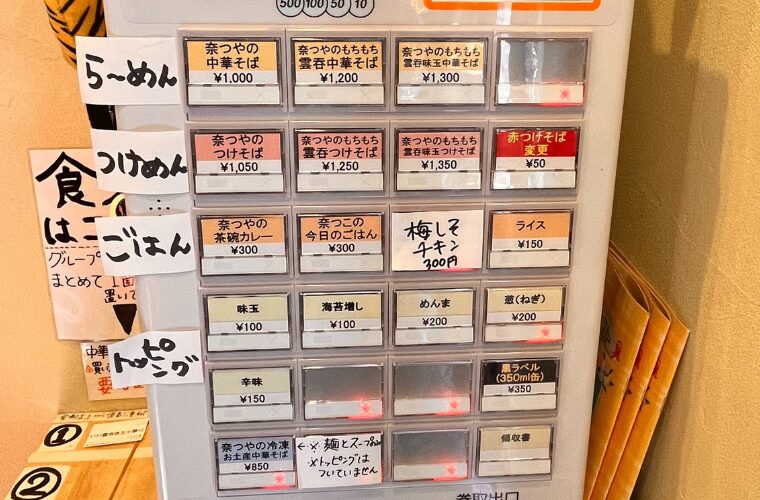 500 100 50 10
らーめん
奈つやの
中華そば
¥1,000
奈つやのもちもち
雲吞中華そば
¥1,200
奈つやのもちもち
雲吞味玉中華そば
¥1,300
つけめん
奈つやの
つけそば
¥1,050
奈つやのもちもち
雲吞つけそば
¥1,250
奈つやのもちもち
雲吞味玉つけそば
¥1,350
赤つけそば
変更
¥50
ごはん
奈つやの
茶碗カレー
¥300
奈つこの
今日のごはん
¥300
梅しそ
チキン
300円
ライス
¥150
味玉
¥100
海苔増し
¥100
めんま
¥200
葱(ねぎ)
¥200
トッピング
辛味
¥150
黒ラベル
(350ml缶)
¥350
奈つやの冷凍
お土産中華そば
¥850
←※麺とスープのみ
※トッピングは
ついていません
領収書
券取出口
食
は
グループ
まとめて
置いて
①
②